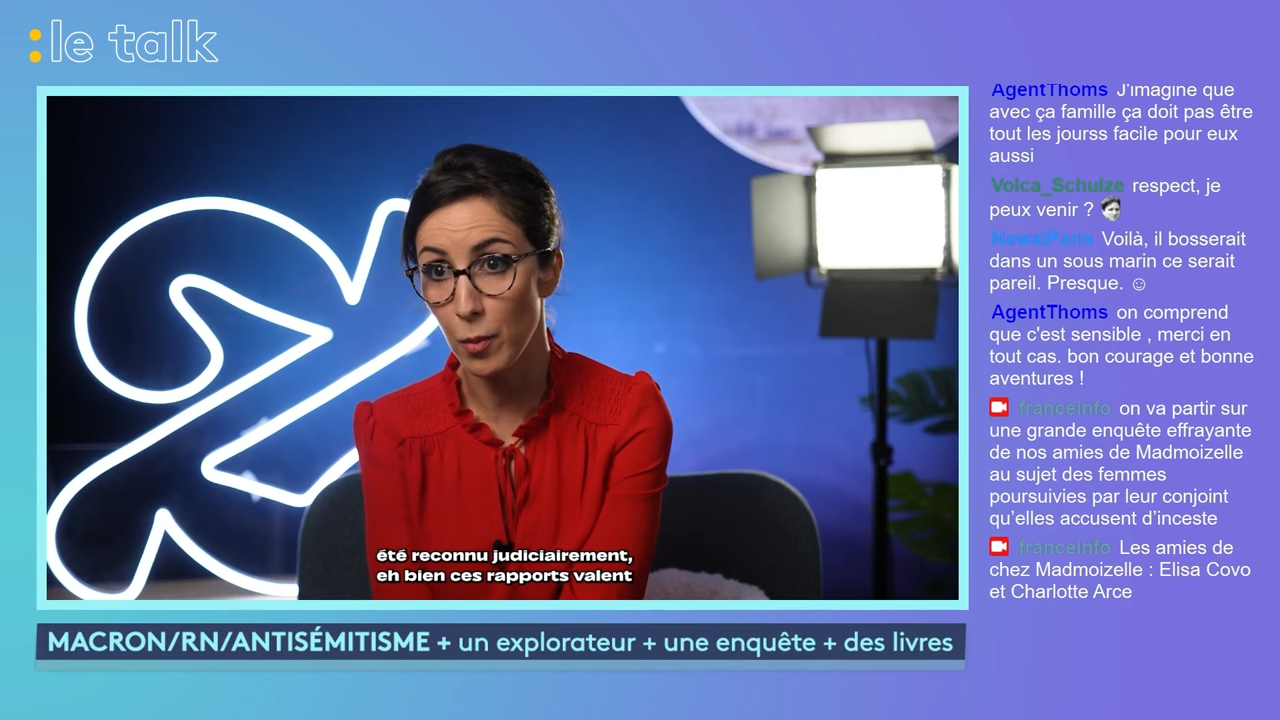 :le talk
AgentThoms J'imagine que
avec ça famille ça doit pas être
tout les jourss facile pour eux
aussi
Volca_Schulze respect, je
peux venir ?
NawalParis Voilà, il bosserait
dans un sous marin ce serait
pareil. Presque. ☺
AgentThoms on comprend
que c'est sensible , merci en
tout cas. bon courage et bonne
aventures !
franceinfo on va partir sur
une grande enquête effrayante
de nos amies de Madmoizelle
au sujet des femmes
poursuivies par leur conjoint
qu’elles accusent d’inceste
franceinfo Les amies de
chez Madmoizelle : Elisa Covo
et Charlotte Arce
été reconnu judiciairement,
eh bien ces rapports valent
MACRON/RN/ANTISÉMITISME + un explorateur + une enquête + des livres